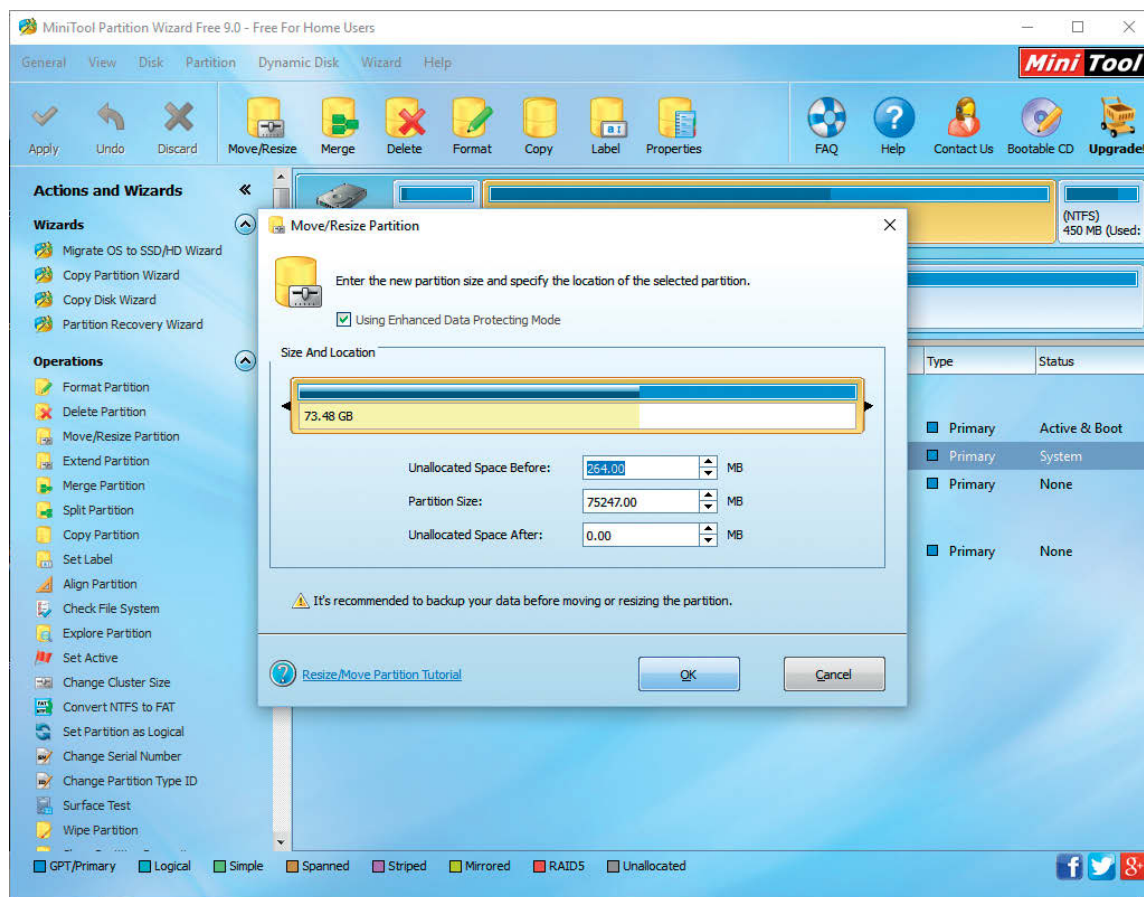 MiniTool Partition Wizard Free 9.0 - Free For Home Users
General View Disk Partition Dynamic Disk Wizard Help
Mini Tool
Apply Undo Discard Move/Resize Merge Delete Format Copy Label Properties FAQ Help Contact Us Bootable CD Upgrade!
Actions and Wizards
Wizards
Migrate OS to SSD/HD Wizard
Copy Partition Wizard
Copy Disk Wizard
Partition Recovery Wizard
Operations
Format Partition
Delete Partition
Move/Resize Partition
Extend Partition
Merge Partition
Split Partition
Copy Partition
Set Label
Align Partition
Check File System
Explore Partition
Set Active
Change Cluster Size
Convert NTFS to FAT
Set Partition as Logical
Change Serial Number
Change Partition Type ID
Surface Test
Wipe Partition
(NTFS)
450 MB (Used:
Type Status
Primary Active & Boot
Primary System
Primary None
Primary None
Move/Resize Partition
Enter the new partition size and specify the location of the selected partition.
Using Enhanced Data Protecting Mode
Size And Location
73.48 GB
Unallocated Space Before: 264.00 MB
Partition Size: 75247.00 MB
Unallocated Space After: 0.00 MB
It's recommended to backup your data before moving or resizing the partition.
Resize/Move Partition Tutorial
OK Cancel
GPT/Primary Logical Simple Spanned Striped Mirrored RAID5 Unallocated